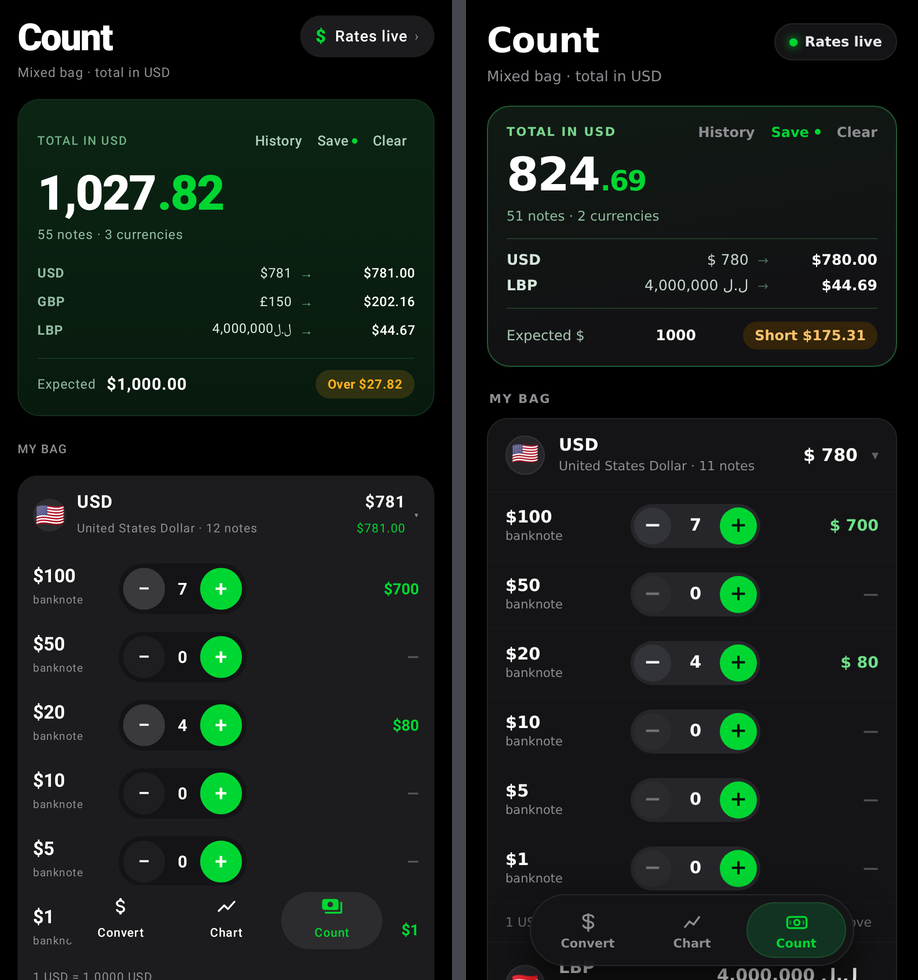 Count
$ Rates live ›
Mixed bag · total in USD
TOTAL IN USD
History Save • Clear
1,027.82
55 notes · 3 currencies
USD $781 → $781.00
GBP £150 → $202.16
LBP 4,000,000ل.ل → $44.67
Expected $1,000.00 Over $27.82
MY BAG
USD $781
United States Dollar · 12 notes $781.00
$100 − 7 + $700
banknote
$50 − 0 + —
banknote
$20 − 4 + $80
banknote
$10 − 0 + —
banknote
$5 − 0 + —
banknote
$1 $1
Convert Chart Count
1 USD = 1.0000 USD
Count
Rates live
Mixed bag · total in USD
TOTAL IN USD
History Save • Clear
824.69
51 notes · 2 currencies
USD $ 780 → $780.00
LBP 4,000,000 ل.ل → $44.69
Expected $ 1000 Short $175.31
MY BAG
USD $ 780
United States Dollar · 11 notes
$100 − 7 + $ 700
banknote
$50 − 0 + —
banknote
$20 − 4 + $ 80
banknote
$10 − 0 + —
banknote
$5 − 0 + —
banknote
$1 − 0 + —
banknote
Convert Chart Count
LBP 4,000,000 ل.ل